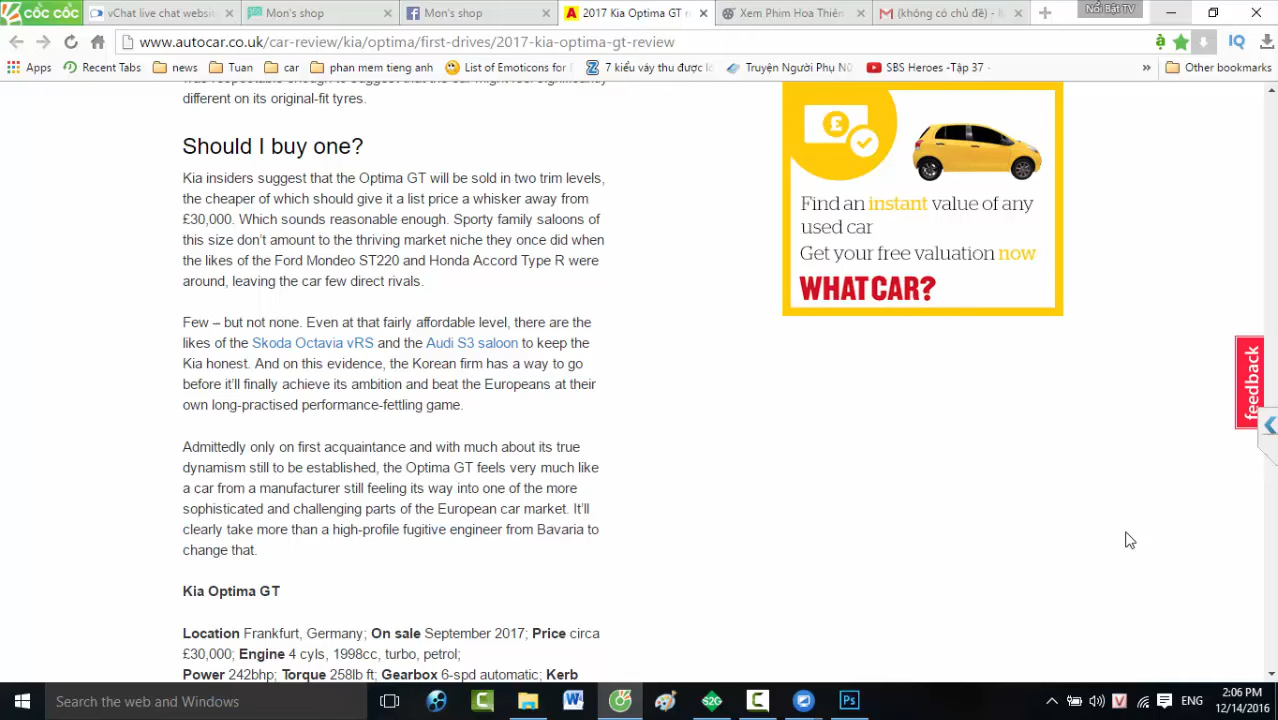 cốc cốc
vChat live chat websi
Mon's shop
Mon's shop
2017 Kia Optima GT
Xem Phim Hoa Thiên
(không có chủ đề) -
Nổi Bật TV
www.autocar.co.uk/car-review/kia/optima/first-drives/2017-kia-optima-gt-review
Apps
Recent Tabs
news
Tuan
car
phan mem tieng anh
List of Emoticons for
7 kiểu váy thu được l
Truyện Người Phụ Nữ
SBS Heroes -Tập 37 -
»
Other bookmarks
different on its original-fit tyres.
Should I buy one?
Kia insiders suggest that the Optima GT will be sold in two trim levels,
the cheaper of which should give it a list price a whisker away from
£30,000. Which sounds reasonable enough. Sporty family saloons of
this size don't amount to the thriving market niche they once did when
the likes of the Ford Mondeo ST220 and Honda Accord Type R were
around, leaving the car few direct rivals.
Few – but not none. Even at that fairly affordable level, there are the
likes of the Skoda Octavia vRS and the Audi S3 saloon to keep the
Kia honest. And on this evidence, the Korean firm has a way to go
before it'll finally achieve its ambition and beat the Europeans at their
own long-practised performance-fettling game.
Admittedly only on first acquaintance and with much about its true
dynamism still to be established, the Optima GT feels very much like
a car from a manufacturer still feeling its way into one of the more
sophisticated and challenging parts of the European car market. It'll
clearly take more than a high-profile fugitive engineer from Bavaria to
change that.
Kia Optima GT
Location Frankfurt, Germany; On sale September 2017; Price circa
£30,000; Engine 4 cyls, 1998cc, turbo, petrol;
Power 242bhp; Torque 258lb ft; Gearbox 6-spd automatic; Kerb
£
Find an instant value of any
used car
Get your free valuation now
WHAT CAR?
feedback
Search the web and Windows
S2G
Ps
V
ENG
2:06 PM
12/14/2016